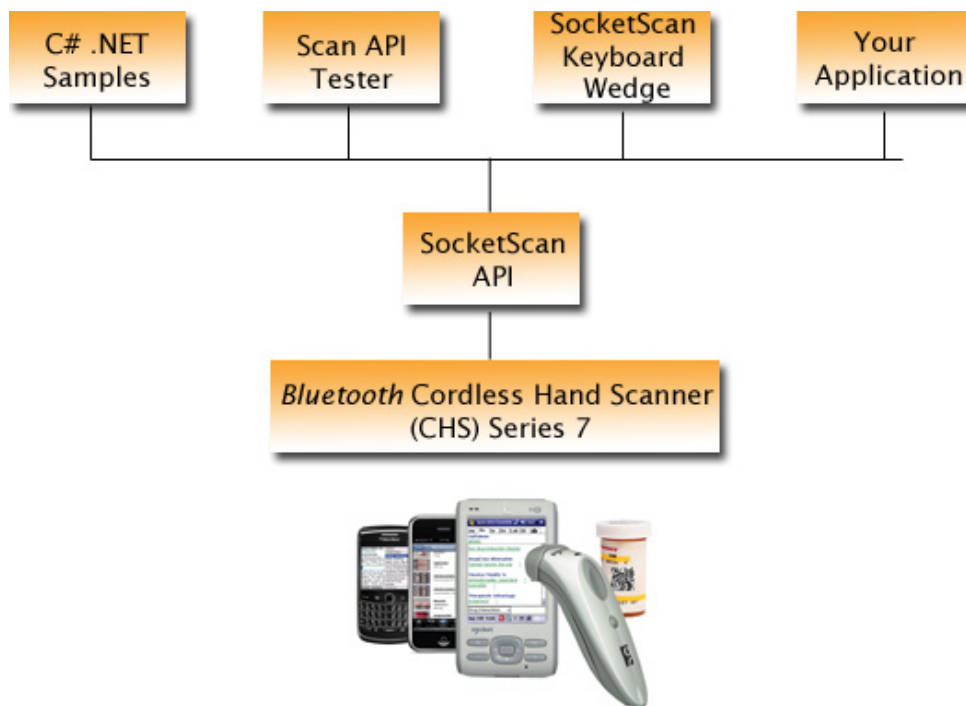 C# .NET
Samples
Scan API
Tester
SocketScan
Keyboard
Wedge
Your
Application
SocketScan
API
Bluetooth Cordless Hand Scanner
(CHS) Series 7